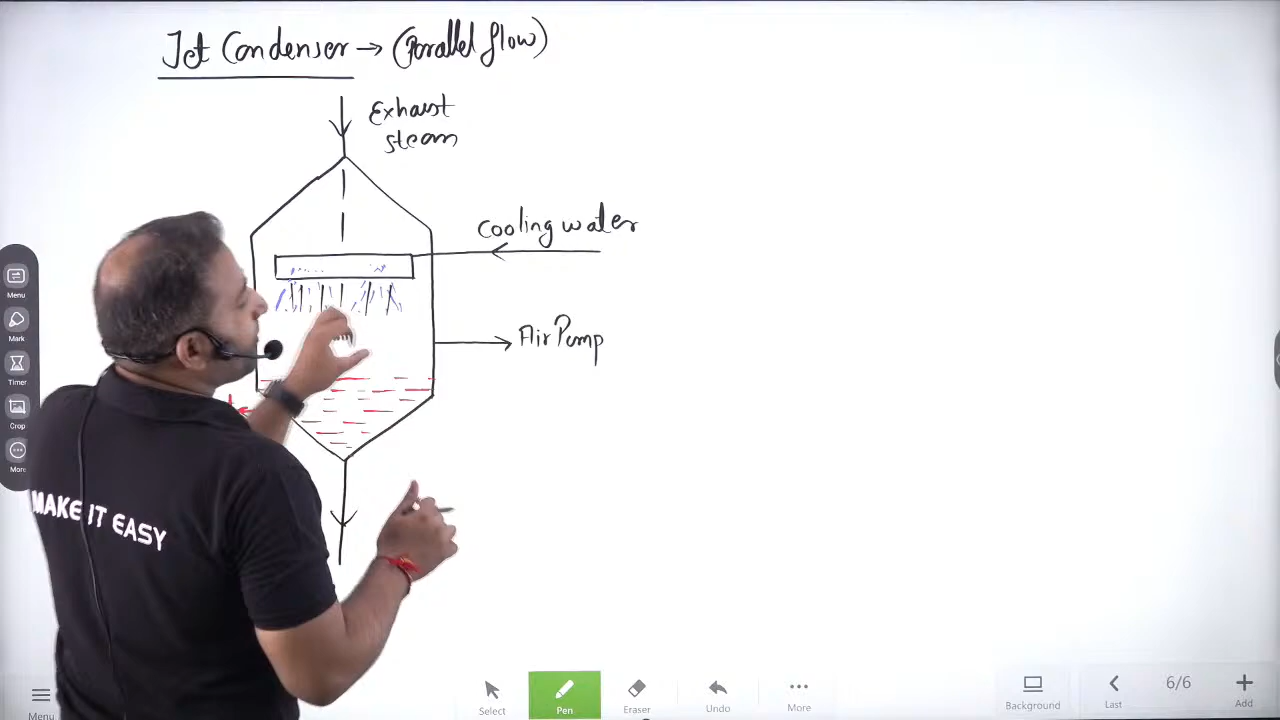 Jet Condenser → (Parallel flow)
Exhaust
steam
Cooling water
Air Pump
MAKE IT EASY
Menu
Mark
Timer
Crop
More
Menu
Select
Pen
Eraser
Undo
More
Background
Last
6/6
Add